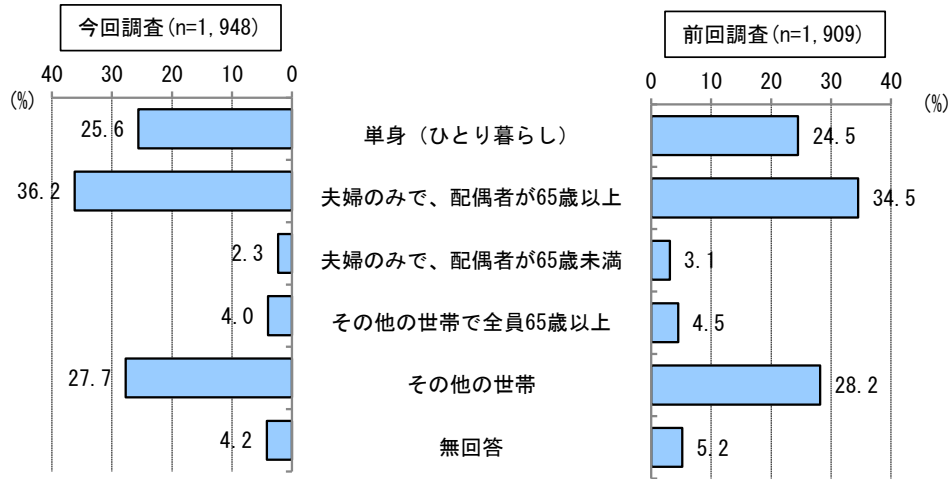 今回調査(n=1,948)
前回調査(n=1,909)
40 30 20 10 0
0 10 20 30 40
(%)
(%)
25.6 単身（ひとり暮らし） 24.5
36.2 夫婦のみで、配偶者が65歳以上 34.5
2.3 夫婦のみで、配偶者が65歳未満 3.1
4.0 その他の世帯で全員65歳以上 4.5
27.7 その他の世帯 28.2
4.2 無回答 5.2